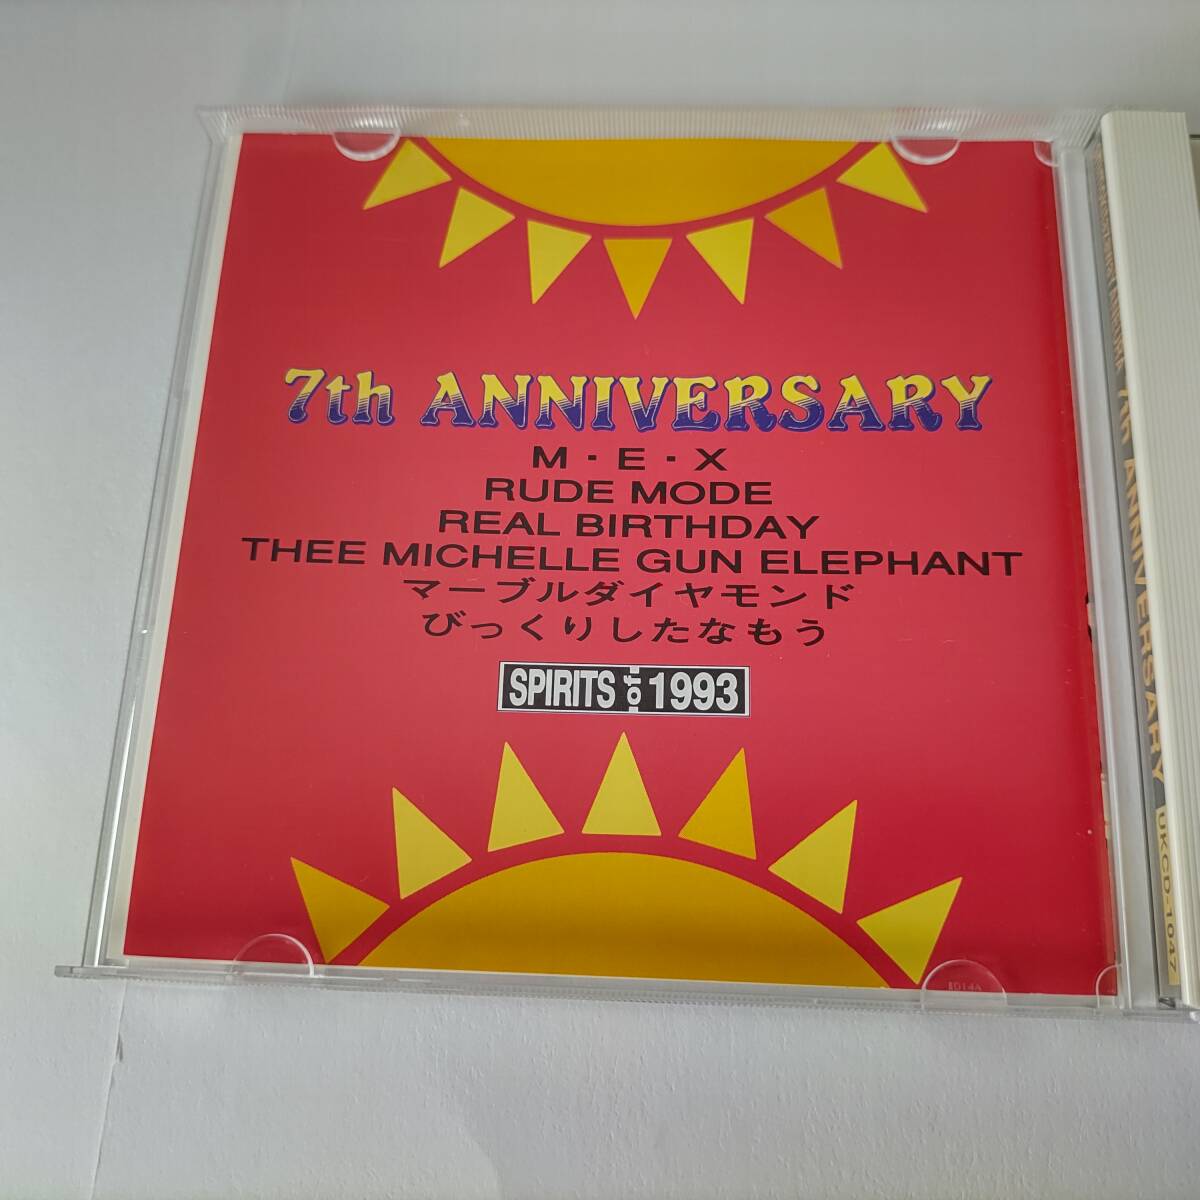 7th ANNIVERSARY
M・E・X
RUDE MODE
REAL BIRTHDAY
THEE MICHELLE GUN ELEPHANT
マーブルダイヤモンド
びっくりしたなもう
SPIRITS of 1993
7th ANNIVERSARY UKCD-1047